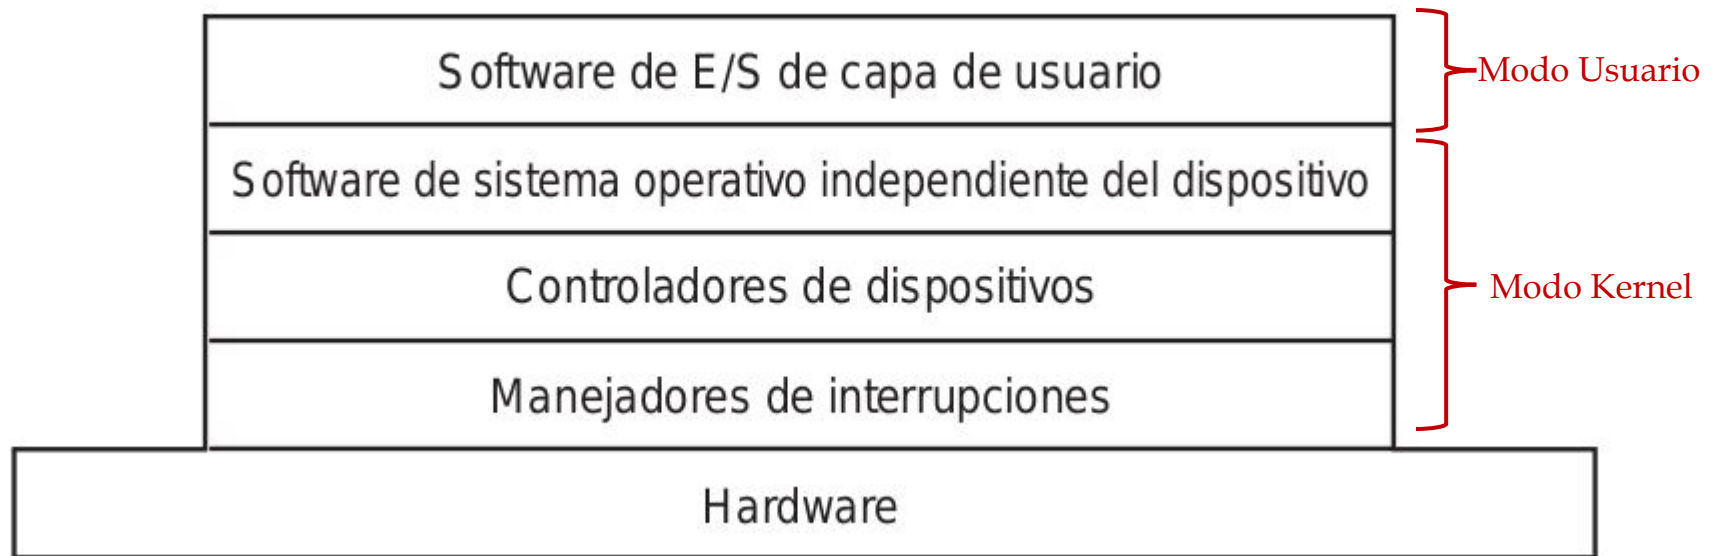 Software de E/S de capa de usuario
Modo Usuario
Software de sistema operativo independiente del dispositivo
Controladores de dispositivos
Modo Kernel
Manejadores de interrupciones
Hardware